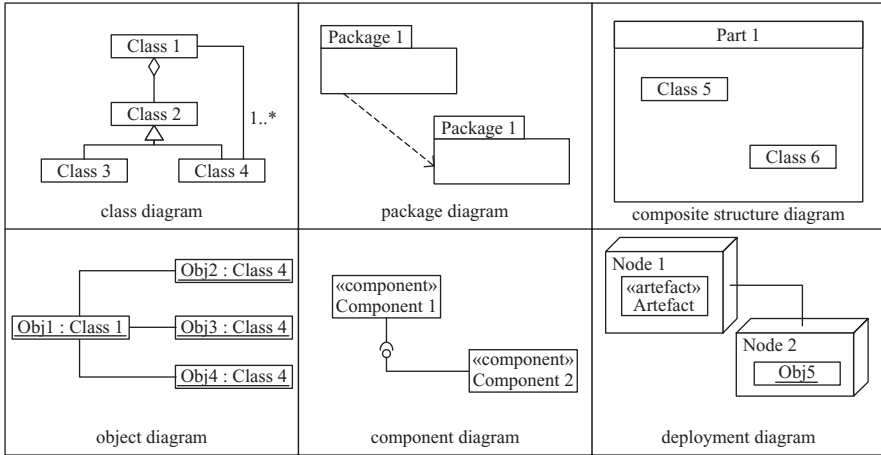 Class 1
Class 2
1..*
Class 3
Class 4
class diagram
Package 1
Package 1
package diagram
Part 1
Class 5
Class 6
composite structure diagram
Obj2 : Class 4
Obj1 : Class 1
Obj3 : Class 4
Obj4 : Class 4
object diagram
«component»
Component 1
«component»
Component 2
component diagram
Node 1
«artefact»
Artefact
Node 2
Obj5
deployment diagram